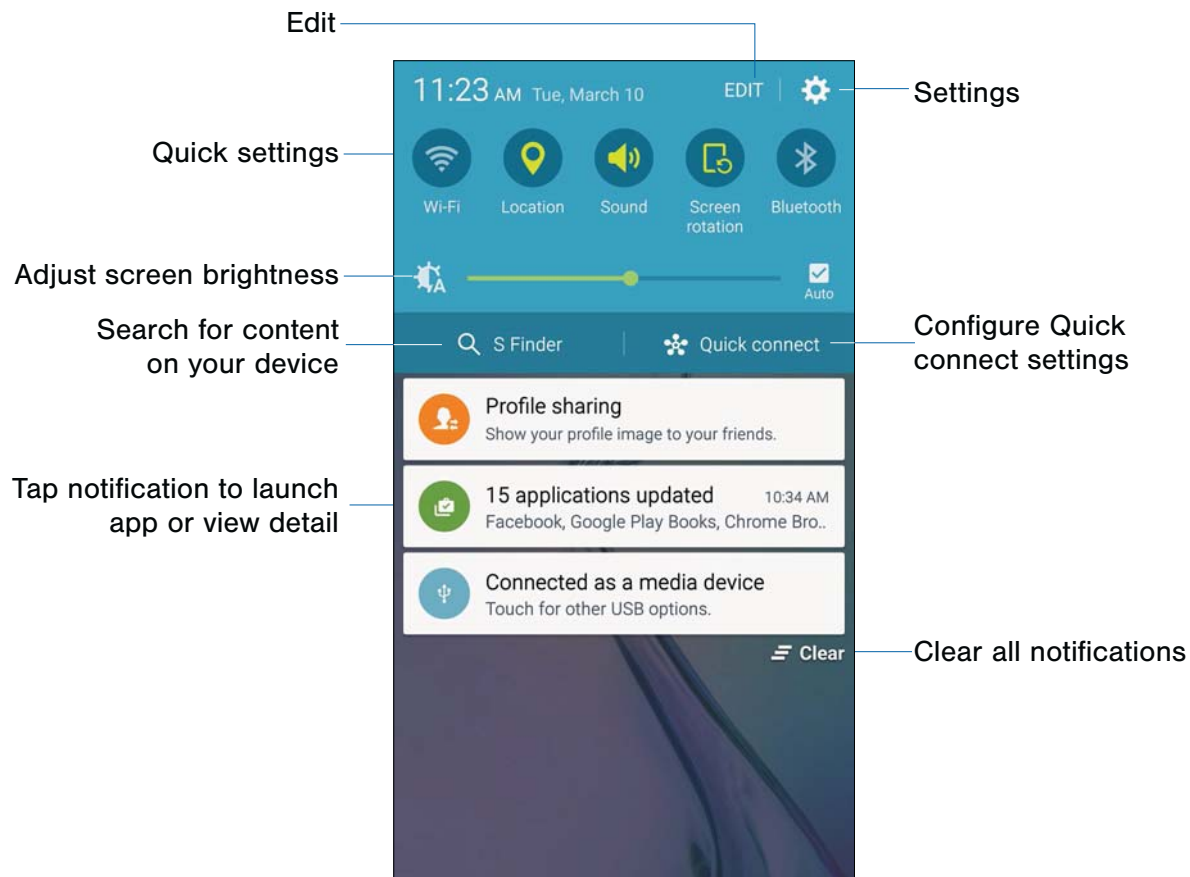 Edit
11:23 AM Tue, March 10 EDIT
Settings
Quick settings
Wi-Fi Location Sound Screen rotation Bluetooth
Adjust screen brightness
A
Auto
Search for content
on your device
S Finder Quick connect
Configure Quick
connect settings
Profile sharing
Show your profile image to your friends.
Tap notification to launch
app or view detail
15 applications updated 10:34 AM
Facebook, Google Play Books, Chrome Bro..
Connected as a media device
Touch for other USB options.
Clear
Clear all notifications